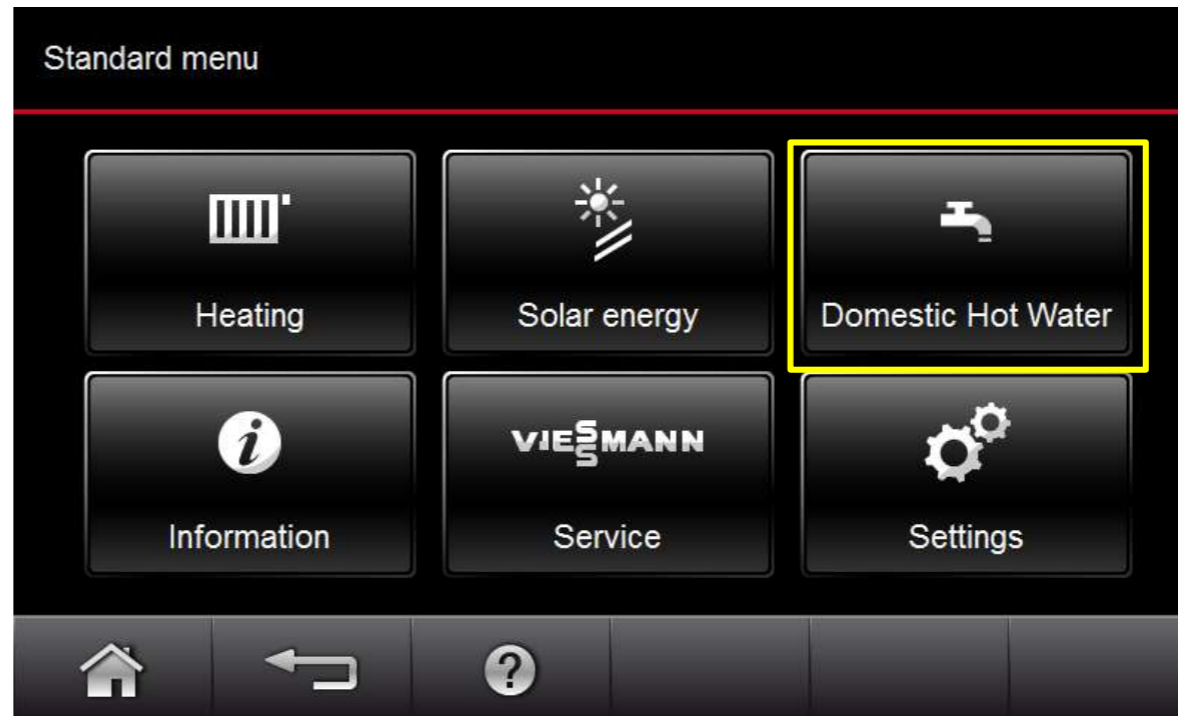 Standard menu
Heating
Solar energy
Domestic Hot Water
i
VIESSMANN
Information
Service
Settings
?